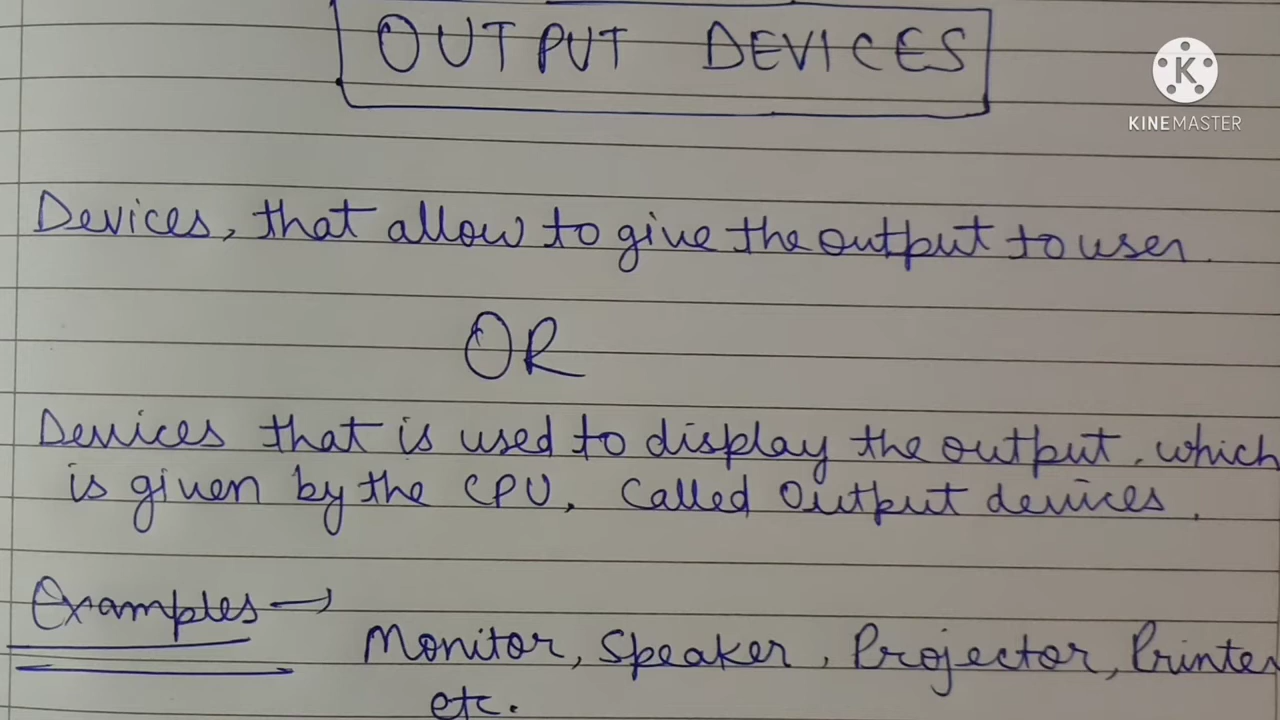 OUTPUT DEVICES
KINEMASTER
Devices, that allow to give the output to user.
OR
Devices that is used to display the output, which
is given by the CPU, Called Output devices.
Examples →
Monitor, Speaker, Projector, Printer
etc.